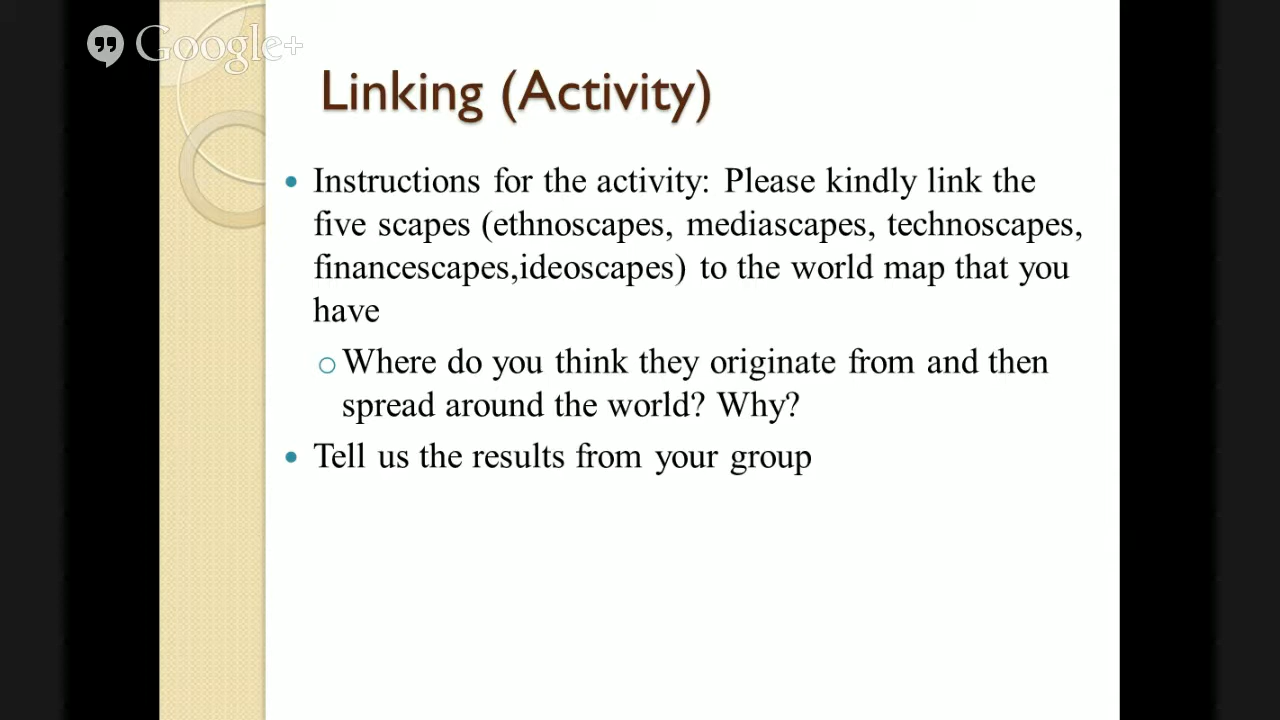 Google+
Linking (Activity)
• Instructions for the activity: Please kindly link the
five scapes (ethnoscapes, mediascapes, technoscapes,
financescapes,ideoscapes) to the world map that you
have
○ Where do you think they originate from and then
spread around the world? Why?
• Tell us the results from your group